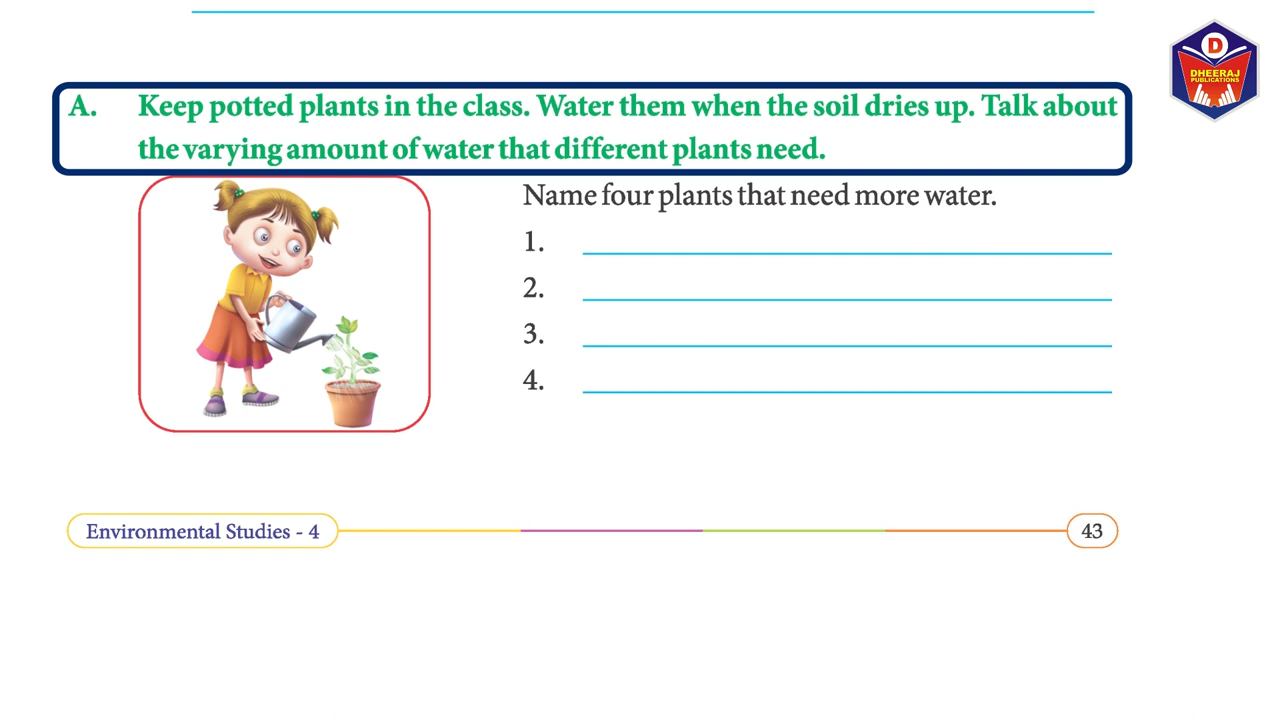 D
DHEERAJ
PUBLICATIONS
A. Keep potted plants in the class. Water them when the soil dries up. Talk about
the varying amount of water that different plants need.
Name four plants that need more water.
1.
2.
3.
4.
Environmental Studies - 4
43